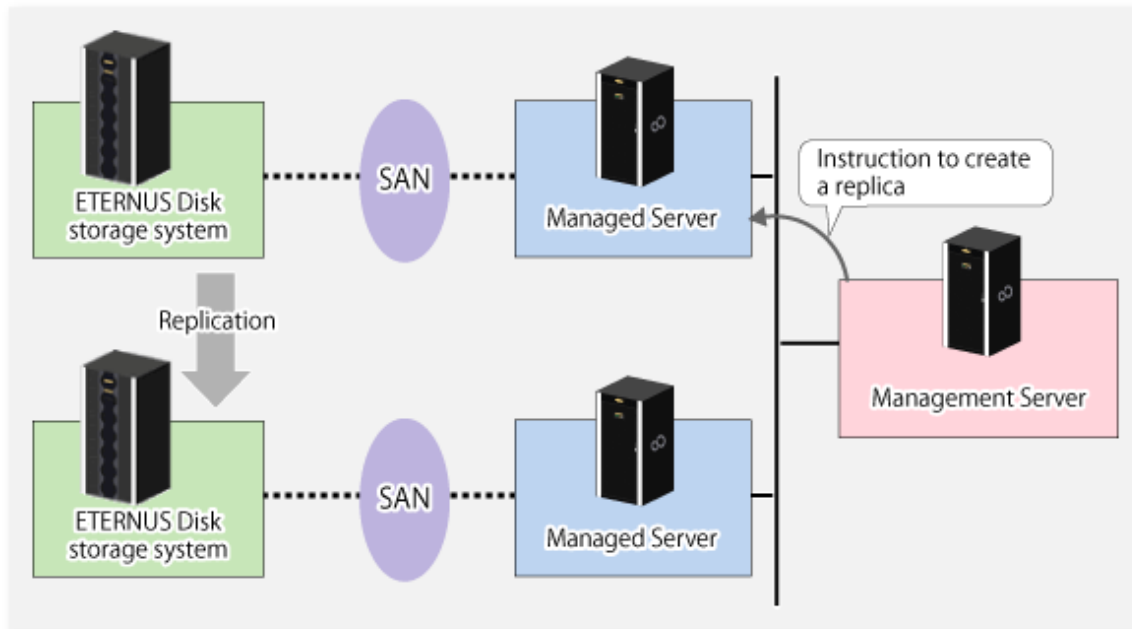 ETERNUS Disk
storage system
SAN
Managed Server
Instruction to create
a replica
Replication
Management Server
ETERNUS Disk
storage system
SAN
Managed Server